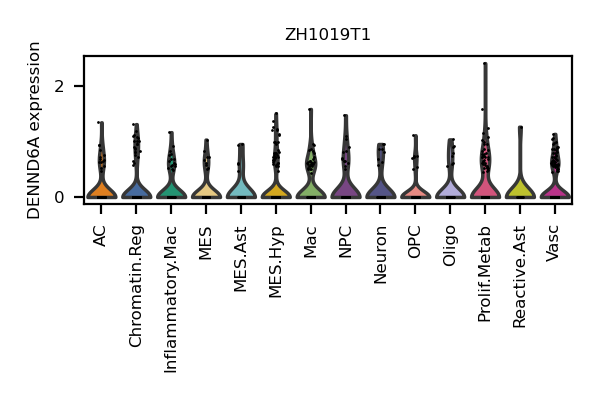 ZH1019T1
DENND6A expression
2
0
AC
Chromatin.Reg
Inflammatory.Mac
MES
MES.Ast
MES.Hyp
Mac
NPC
Neuron
OPC
Oligo
Prolif.Metab
Reactive.Ast
Vasc